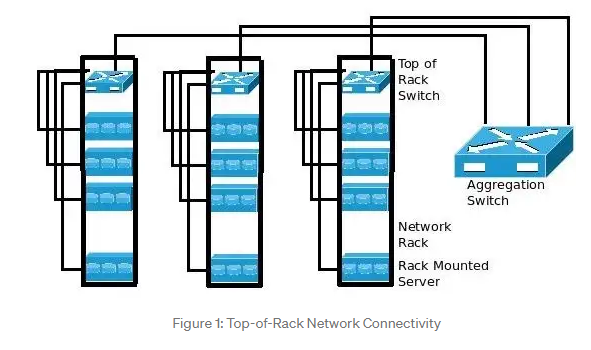 Top of
Rack
Switch
Aggregation
Switch
Network
Rack
Rack Mounted
Server
Figure 1: Top-of-Rack Network Connectivity